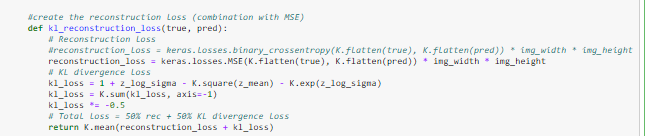 #create the reconstruction loss (combination with MSE)
def kl_reconstruction_loss(true, pred):
# Reconstruction loss
#reconstruction_loss = keras.losses.binary_crossentropy(K.flatten(true), K.flatten(pred)) * img_width * img_height
reconstruction_loss = keras.losses.MSE(K.flatten(true), K.flatten(pred)) * img_width * img_height
# KL divergence loss
kl_loss = 1 + z_log_sigma - K.square(z_mean) - K.exp(z_log_sigma)
kl_loss = K.sum(kl_loss, axis=-1)
kl_loss *= -0.5
# Total loss = 50% rec + 50% KL divergence loss
return K.mean(reconstruction_loss + kl_loss)